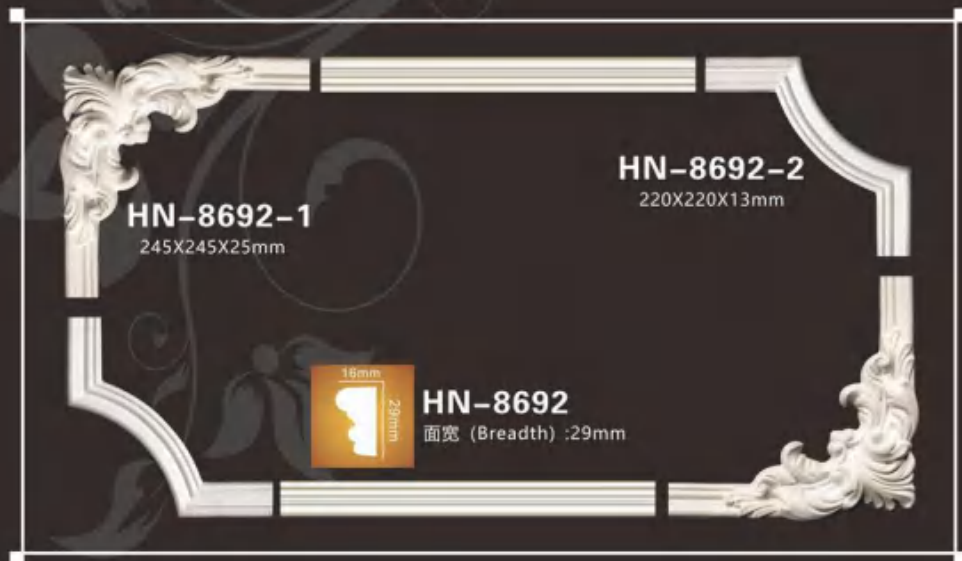 HN-8692-2
220X220X13mm
HN-8692-1
245X245X25mm
16mm
29mm
HN-8692
面宽 (Breadth) :29mm